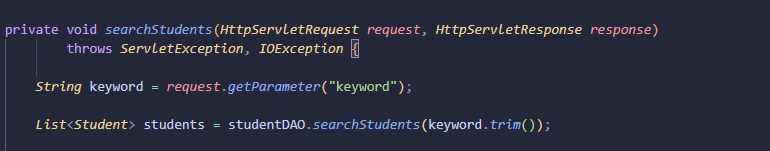 private void searchStudents(HttpServletRequest request, HttpServletResponse response)
throws ServletException, IOException {
String keyword = request.getParameter("keyword");
List<Student> students = studentDAO.searchStudents(keyword.trim());